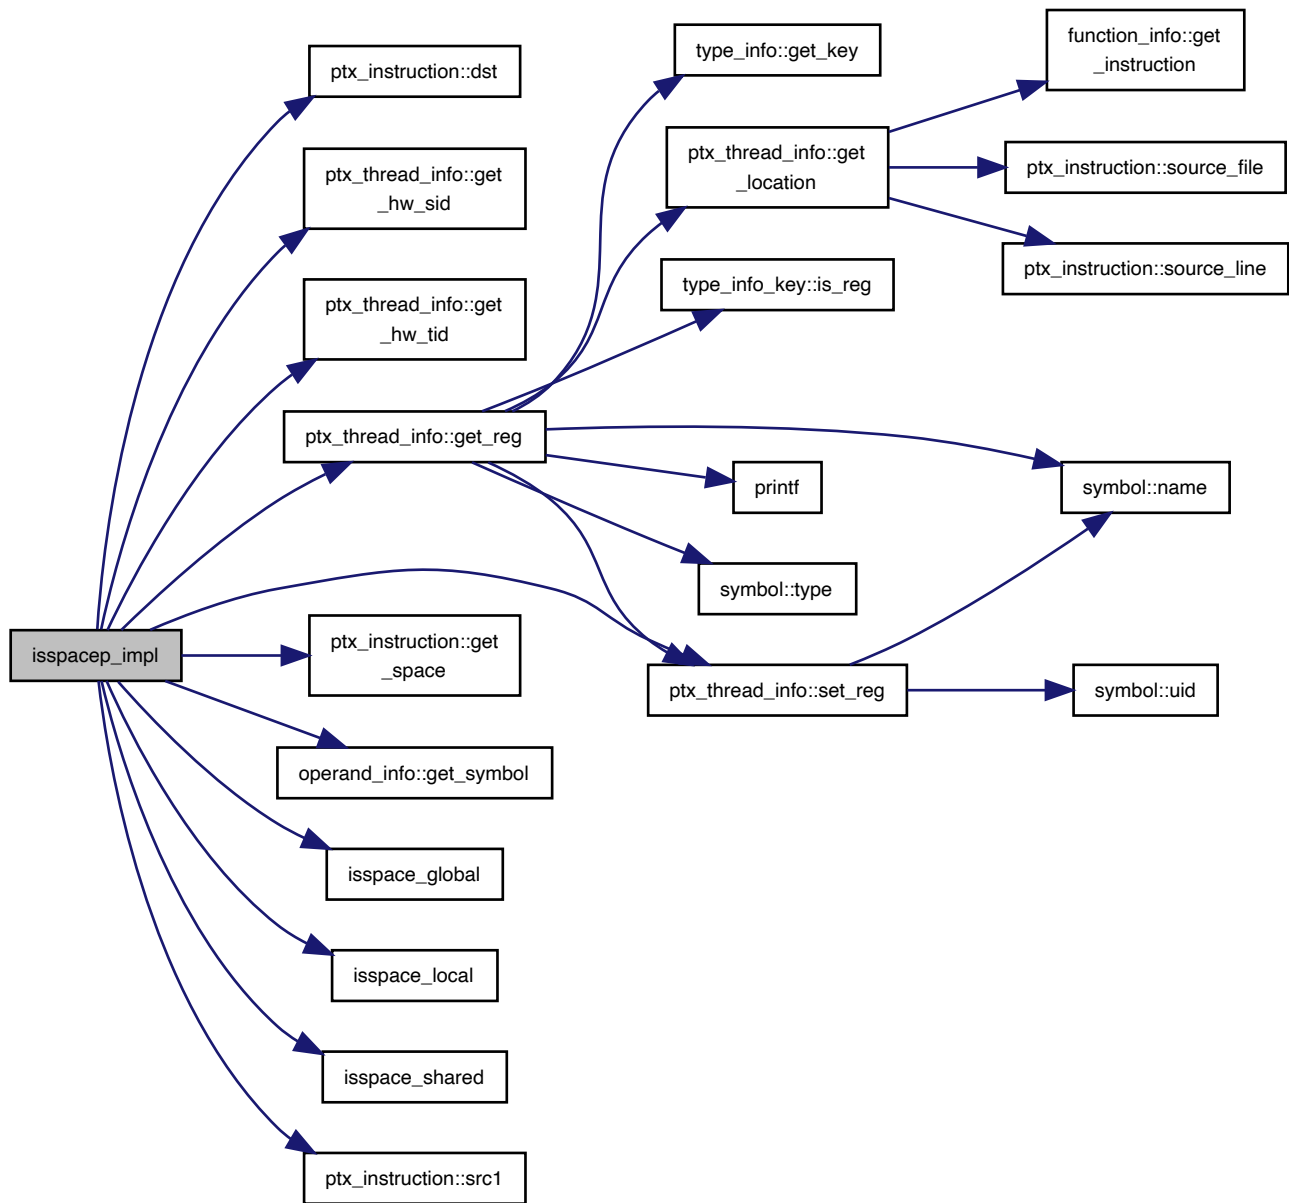 isspacep_impl
ptx_instruction::dst
ptx_thread_info::get
_hw_sid
ptx_thread_info::get
_hw_tid
ptx_thread_info::get_reg
ptx_instruction::get
_space
operand_info::get_symbol
isspace_global
isspace_local
isspace_shared
ptx_instruction::src1
type_info::get_key
ptx_thread_info::get
_location
type_info_key::is_reg
printf
symbol::type
ptx_thread_info::set_reg
function_info::get
_instruction
ptx_instruction::source_file
ptx_instruction::source_line
symbol::name
symbol::uid